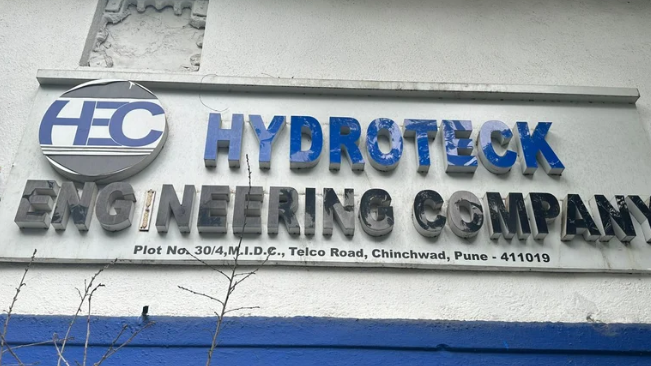 HEC
HYDROTECK
ENGINEERING COMPANY
Plot No. 30/4,M.I.D.C., Telco Road, Chinchwad, Pune - 411019